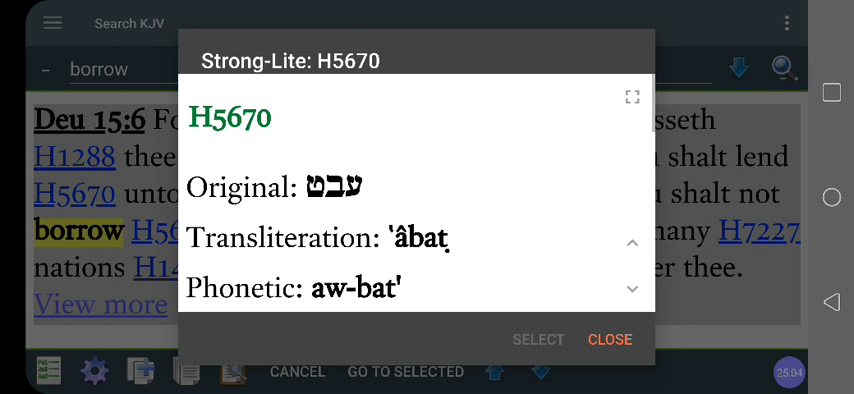 Search KJV
- borrow
Strong-Lite: H5670
H5670
Original: עבט
Transliteration: ‛âbaṭ
Phonetic: aw-bat'
SELECT CLOSE
Deu 15:6 Fo sseth
H1288 thee u shalt lend
H5670 unto u shalt not
borrow H56 many H7227
nations H14 er thee.
View more
CANCEL GO TO SELECTED
25:04